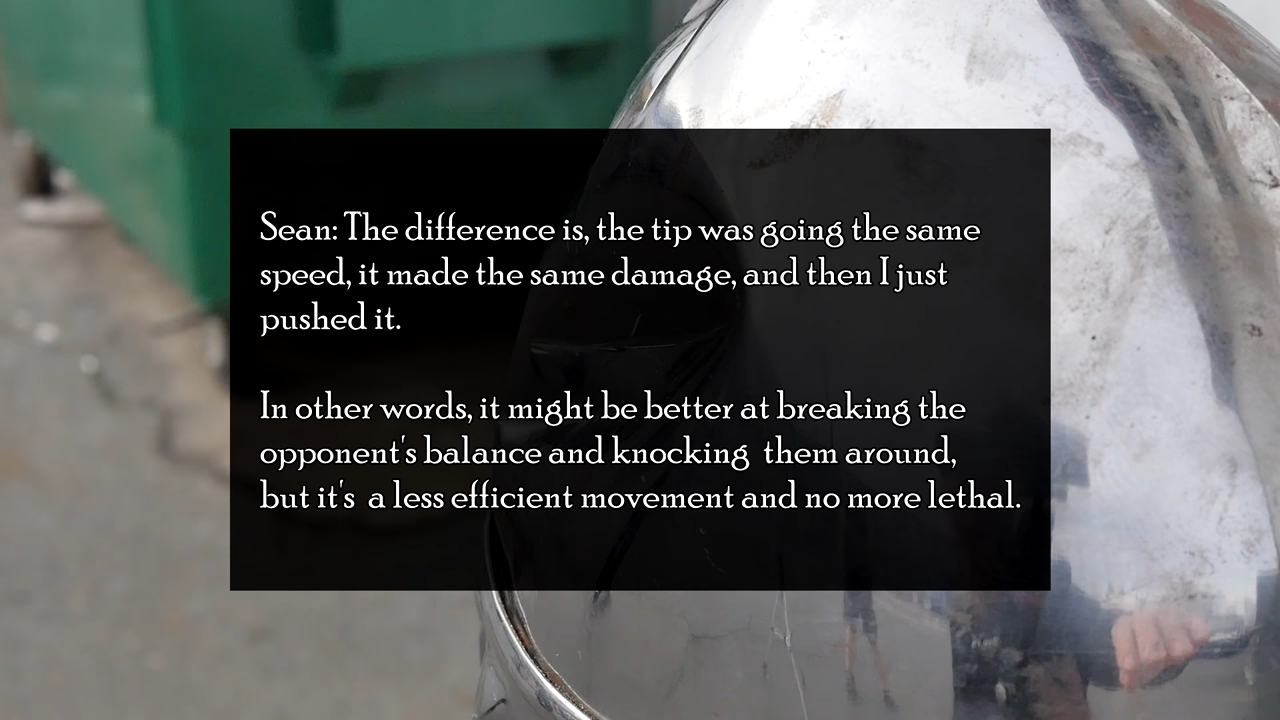 Sean: The difference is, the tip was going the same
speed, it made the same damage, and then I just
pushed it.
In other words, it might be better at breaking the
opponent's balance and knocking  them around,
but it's  a less efficient movement and no more lethal.